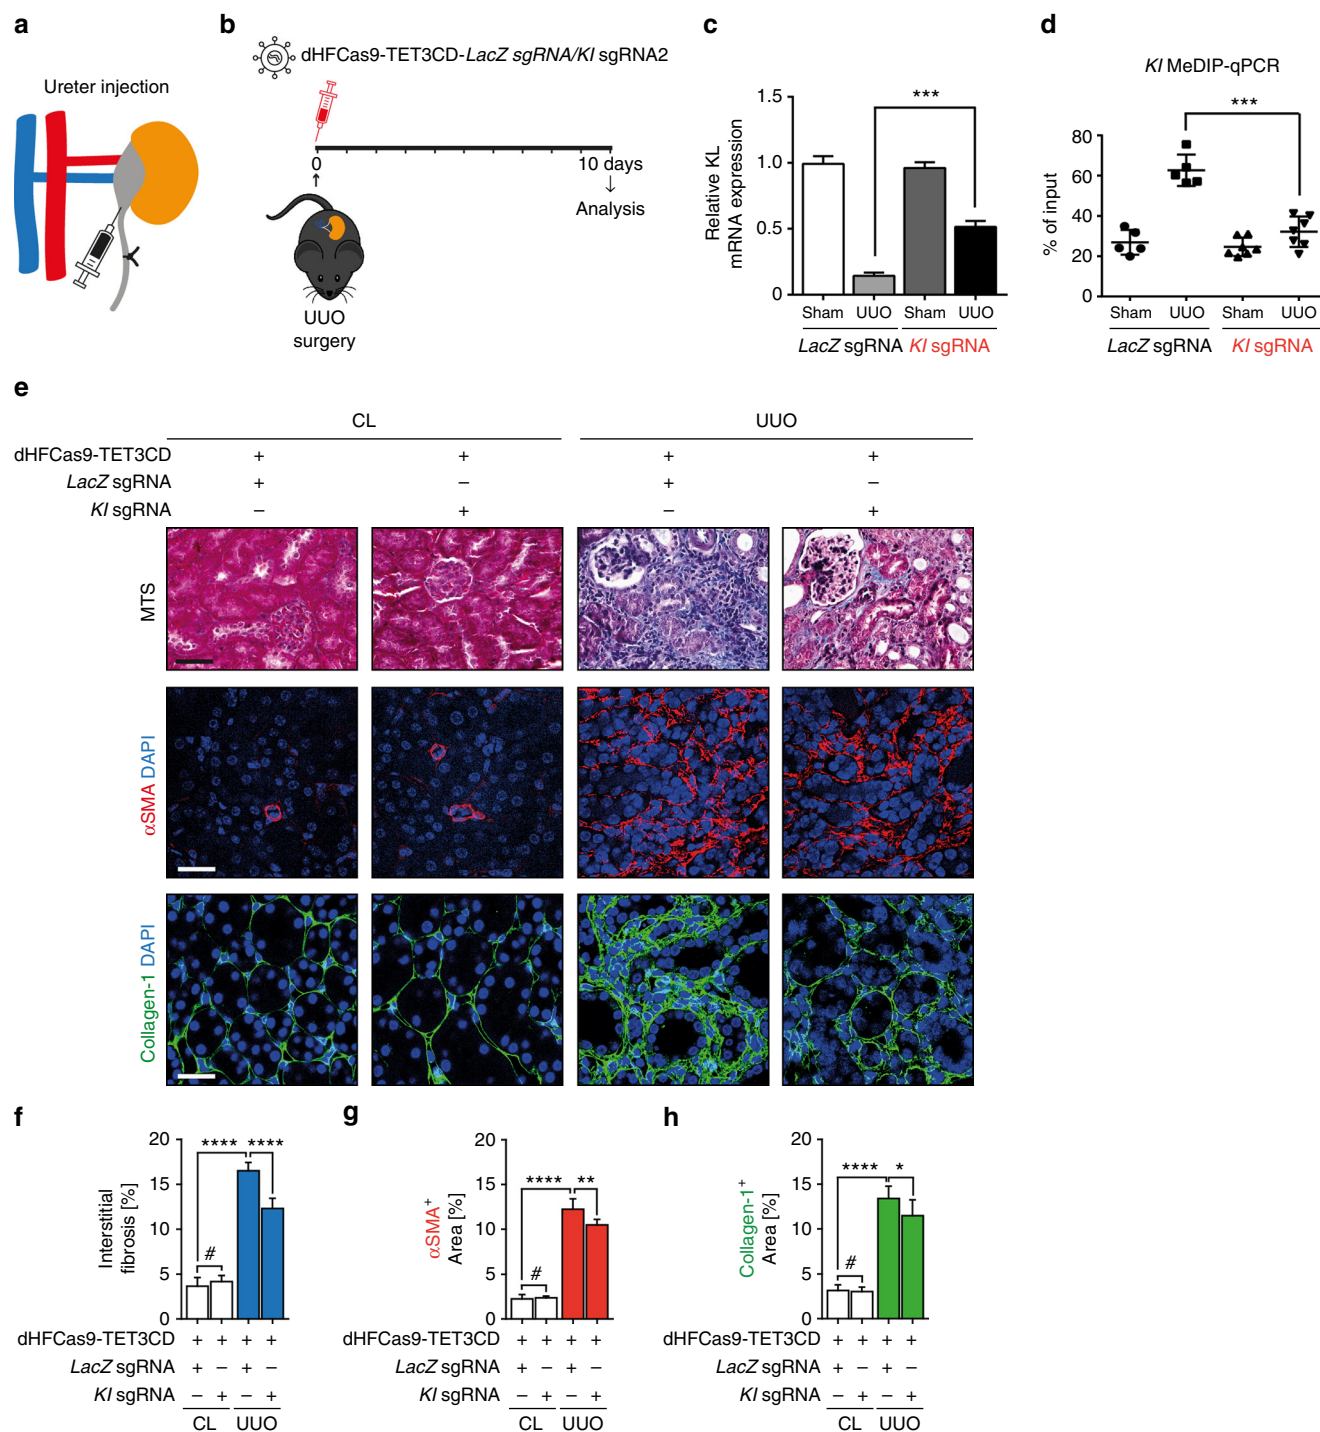 a
Ureter injection
b
dHFCas9-TET3CD-LacZ sgRNA/Kl sgRNA2
0
10 days
Analysis
UUO
surgery
c
Relative KL
mRNA expression
1.5
1.0
0.5
0
***
Sham UUO Sham UUO
LacZ sgRNA Kl sgRNA
d
Kl MeDIP-qPCR
% of input
80
60
40
20
0
***
Sham UUO Sham UUO
LacZ sgRNA Kl sgRNA
e
CL UUO
dHFCas9-TET3CD + + + +
LacZ sgRNA + – + –
Kl sgRNA – + – +
MTS
αSMA DAPI
Collagen-1 DAPI
f
Interstitial
fibrosis [%]
20
15
10
5
0
**** ****
#
dHFCas9-TET3CD + + + +
LacZ sgRNA + – + –
Kl sgRNA – + – +
CL UUO
g
αSMA+
Area [%]
20
15
10
5
0
**** **
#
dHFCas9-TET3CD + + + +
LacZ sgRNA + – + –
Kl sgRNA – + – +
CL UUO
h
Collagen-1+
Area [%]
20
15
10
5
0
**** *
#
dHFCas9-TET3CD + + + +
LacZ sgRNA + – + –
Kl sgRNA – + – +
CL UUO